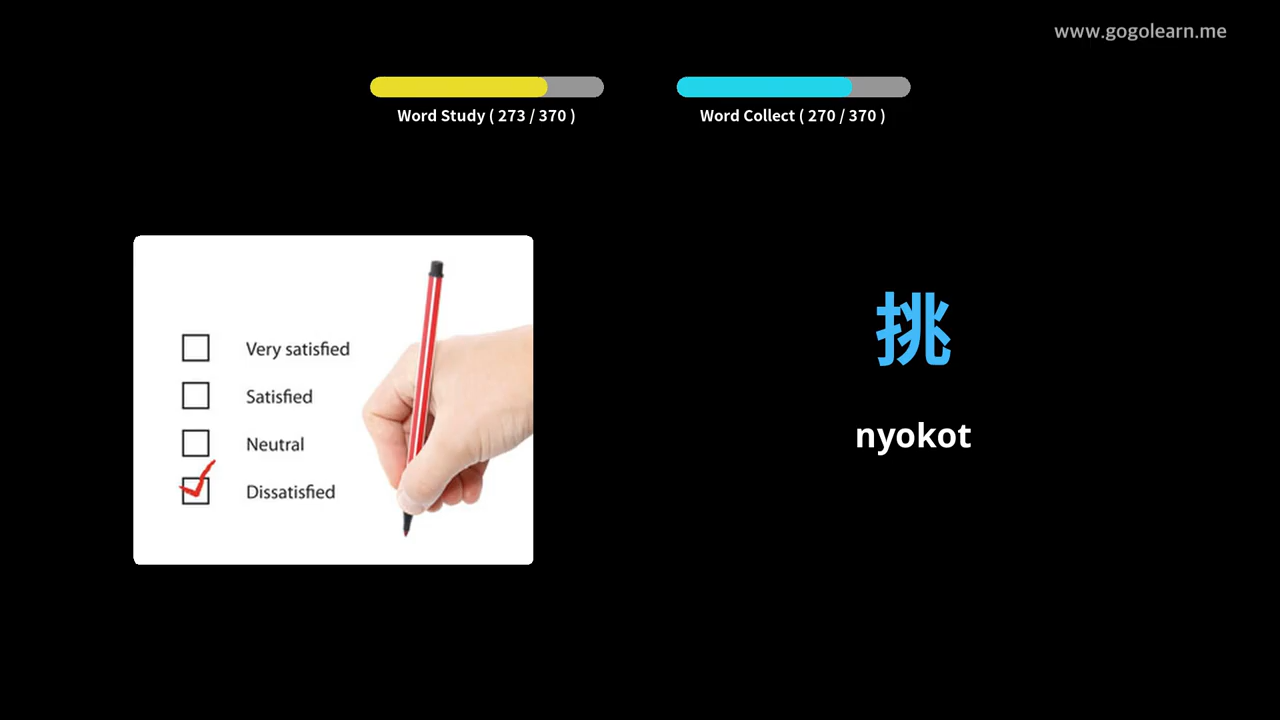 www.gogolearn.me
Word Study ( 273 / 370 )
Word Collect ( 270 / 370 )
Very satisfied
Satisfied
Neutral
Dissatisfied
挑
nyokot